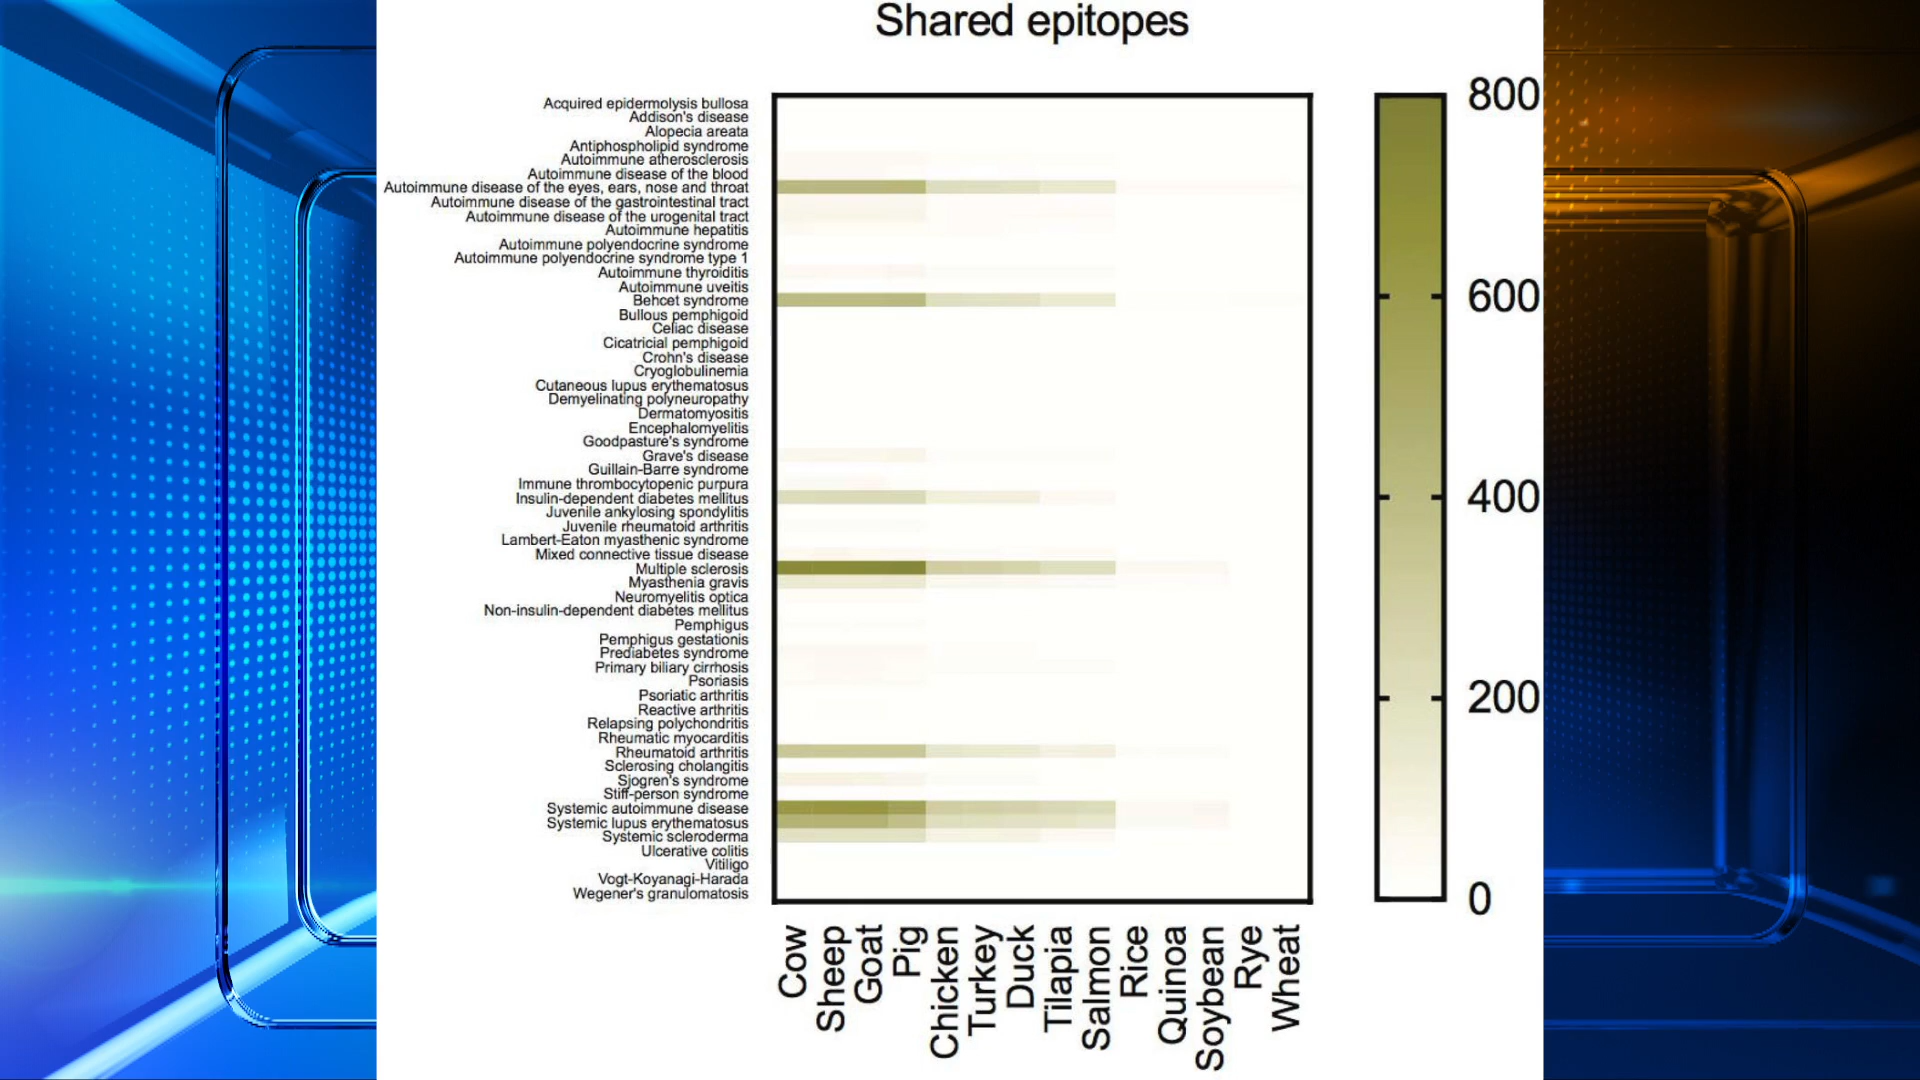 Shared epitopes
Acquired epidermolysis bullosa
Addison's disease
Alopecia areata
Antiphospholipid syndrome
Autoimmune atherosclerosis
Autoimmune disease of the blood
Autoimmune disease of the eyes, ears, nose and throat
Autoimmune disease of the gastrointestinal tract
Autoimmune disease of the urogenital tract
Autoimmune hepatitis
Autoimmune polyendocrine syndrome
Autoimmune polyendocrine syndrome type 1
Autoimmune thyroiditis
Autoimmune uveitis
Behcet syndrome
Bullous pemphigoid
Celiac disease
Cicatricial pemphigoid
Crohn's disease
Cryoglobulinemia
Cutaneous lupus erythematosus
Demyelinating polyneuropathy
Dermatomyositis
Encephalomyelitis
Goodpasture's syndrome
Grave's disease
Guillain-Barre syndrome
Immune thrombocytopenic purpura
Insulin-dependent diabetes mellitus
Juvenile ankylosing spondylitis
Juvenile rheumatoid arthritis
Lambert-Eaton myasthenic syndrome
Mixed connective tissue disease
Multiple sclerosis
Myasthenia gravis
Neuromyelitis optica
Non-insulin-dependent diabetes mellitus
Pemphigus
Pemphigus gestationis
Prediabetes syndrome
Primary biliary cirrhosis
Psoriasis
Psoriatic arthritis
Reactive arthritis
Relapsing polychondritis
Rheumatic myocarditis
Rheumatoid arthritis
Sclerosing cholangitis
Sjogren's syndrome
Stiff-person syndrome
Systemic autoimmune disease
Systemic lupus erythematosus
Systemic scleroderma
Ulcerative colitis
Vitiligo
Vogt-Koyanagi-Harada
Wegener's granulomatosis
Cow
Sheep
Goat
Pig
Chicken
Turkey
Duck
Tilapia
Salmon
Rice
Quinoa
Soybean
Rye
Wheat
800
600
400
200
0